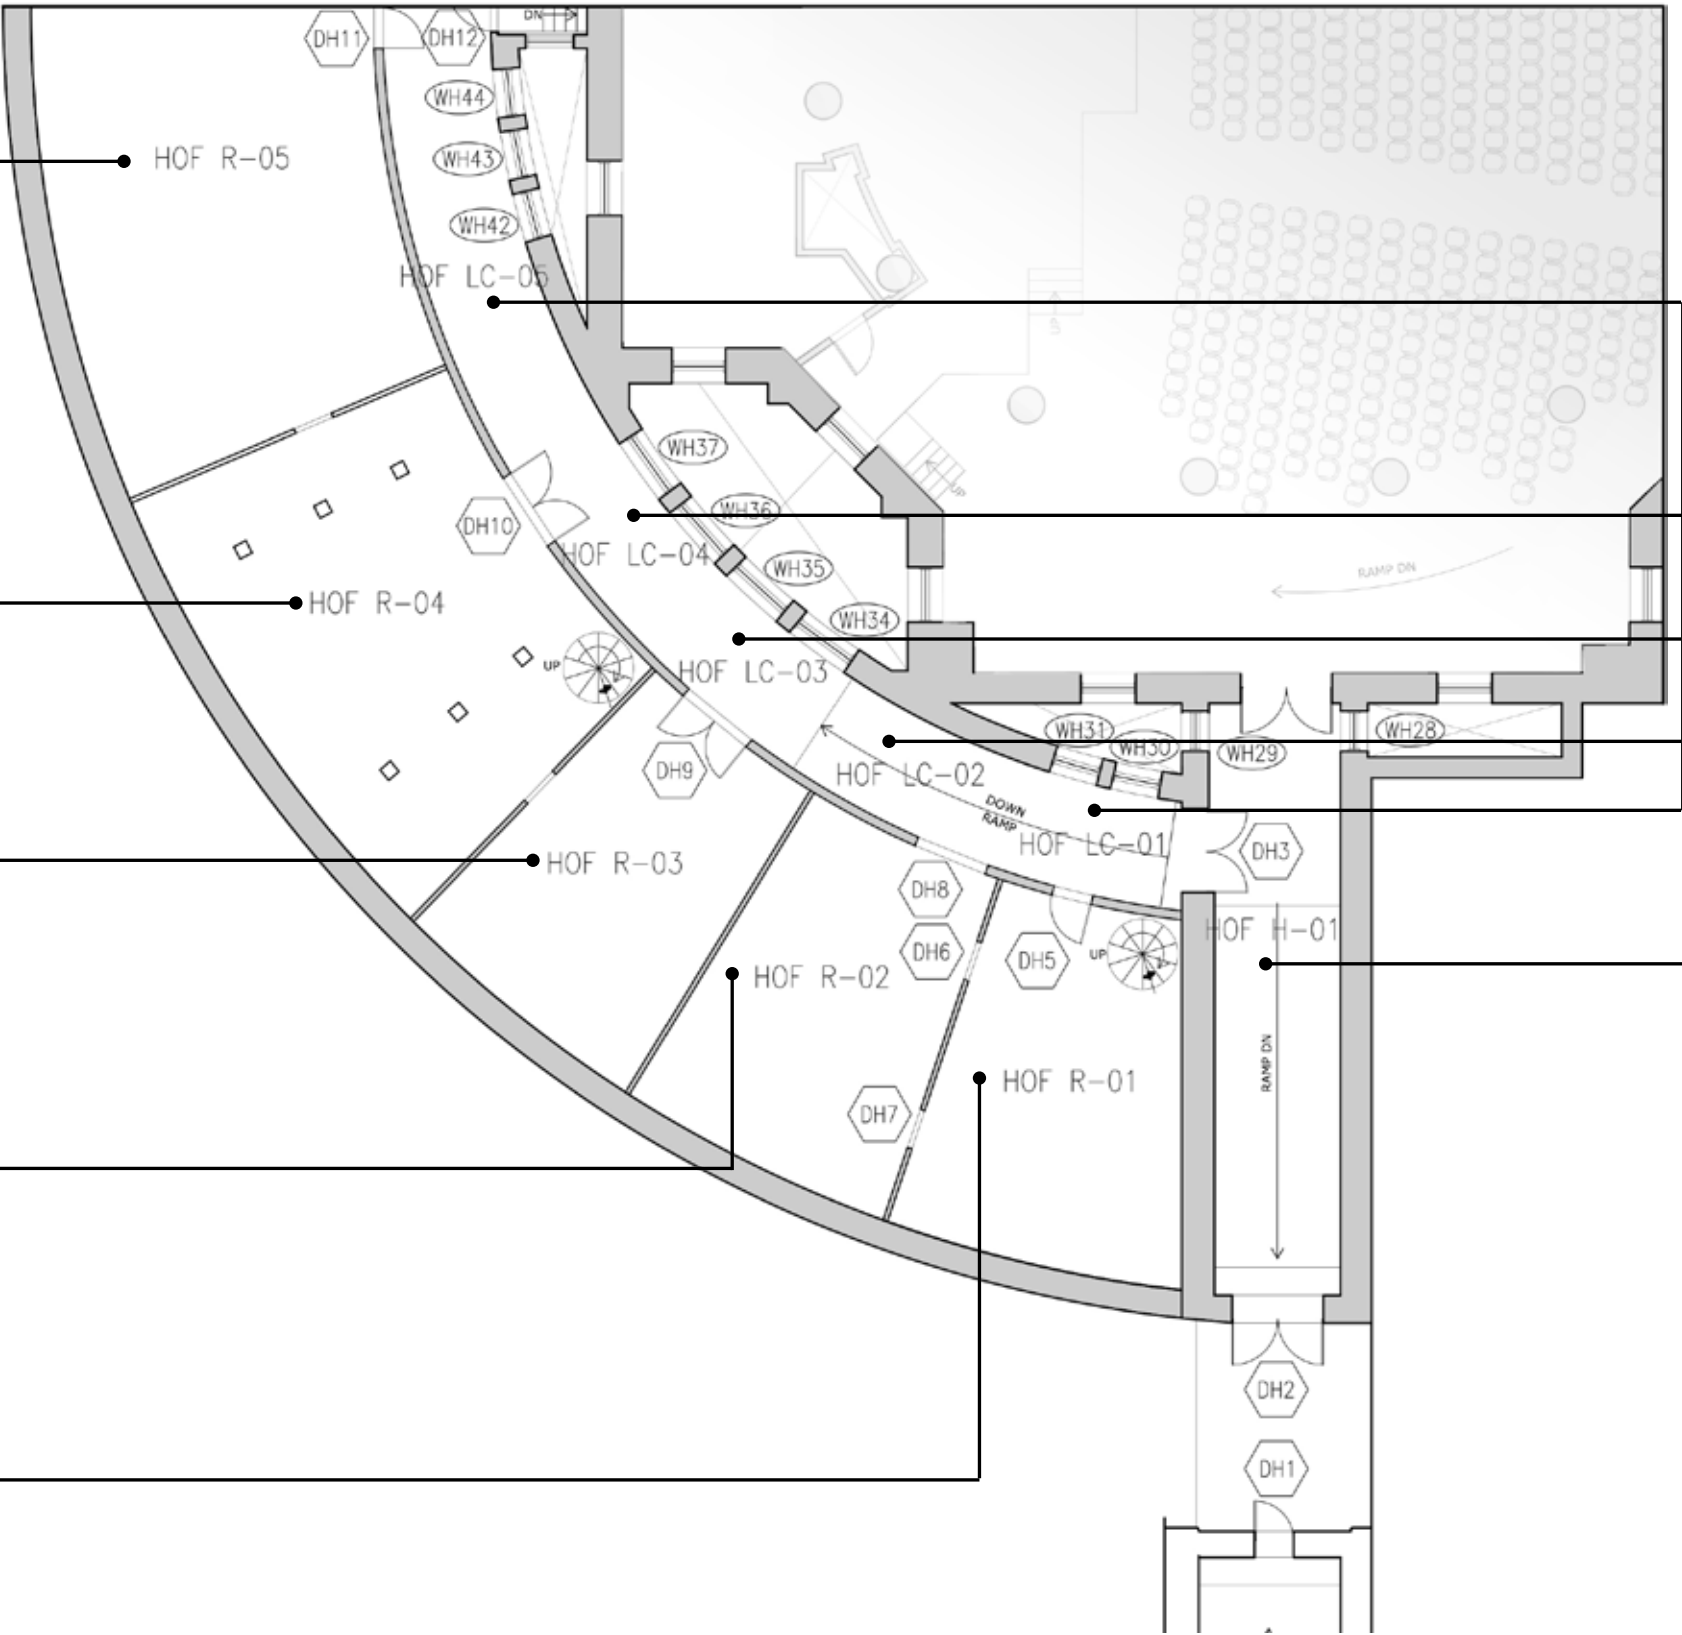 DN
DH11
DH12
WH44
HOF R-05
WH43
WH42
HOF LC-05
WH37
WH36
UP
DH10
HOF LC-04
WH35
RAMP DN
HOF R-04
WH34
UP
HOF LC-03
WH31
WH30
WH29
WH28
DH9
HOF LC-02
DOWN
RAMP
HOF LC-01
DH3
HOF R-03
DH8
HOF H-01
DH6
DH5
UP
HOF R-02
RAMP DN
HOF R-01
DH7
DH2
DH1